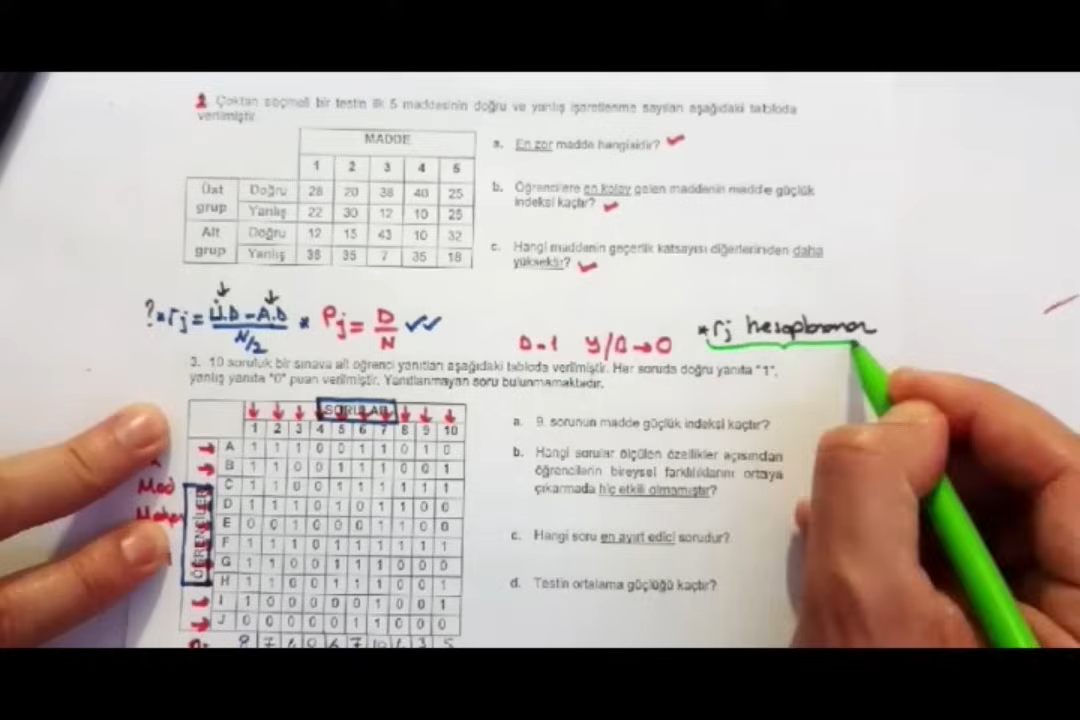 2. Çoktan seçmeli bir testin ilk 5 maddesinin doğru ve yanlış işaretlenme sayıları aşağıdaki tabloda
verilmiştir.
MADDE
1 2 3 4 5
Üst grup Doğru 28 20 38 40 25
Yanlış 22 30 12 10 25
Alt grup Doğru 12 15 43 10 32
Yanlış 38 35 7 35 18
a. En zor madde hangisidir?
b. Öğrencilere en kolay gelen maddenin madde güçlük
indeksi kaçtır?
c. Hangi maddenin geçerlik katsayısı diğerlerinden daha
yüksektir?
?*rj = Ü.D-A.D / N/2 * Pj = D/N
D→1 Y/B→0 *rj hesaplanamaz
3. 10 soruluk bir sınava ait öğrenci yanıtları aşağıdaki tabloda verilmiştir. Her soruda doğru yanıta "1",
yanlış yanıta "0" puan verilmiştir. Yanıtlanmayan soru bulunmamaktadır.
SORULAR
1 2 3 4 5 6 7 8 9 10
ÖĞRENCİLER
A 1 1 1 0 0 1 1 0 1 0
B 1 1 0 0 1 1 1 0 0 1
C 1 1 0 0 1 1 1 1 1 1
D 1 1 1 0 1 0 1 1 0 0
E 0 0 1 0 0 0 1 1 0 0
F 1 1 1 0 1 1 1 1 1 1
G 1 1 0 0 1 1 1 0 0 0
H 1 1 0 0 1 1 1 0 0 1
I 1 0 0 0 0 0 1 0 0 1
J 0 0 0 0 0 1 1 0 0 0
a. 9. sorunun madde güçlük indeksi kaçtır?
b. Hangi sorular ölçülen özellikler açısından
öğrencilerin bireysel farklılıklarını ortaya
çıkarmada hiç etkili olmamıştır?
c. Hangi soru en ayırt edici sorudur?
d. Testin ortalama güçlüğü kaçtır?